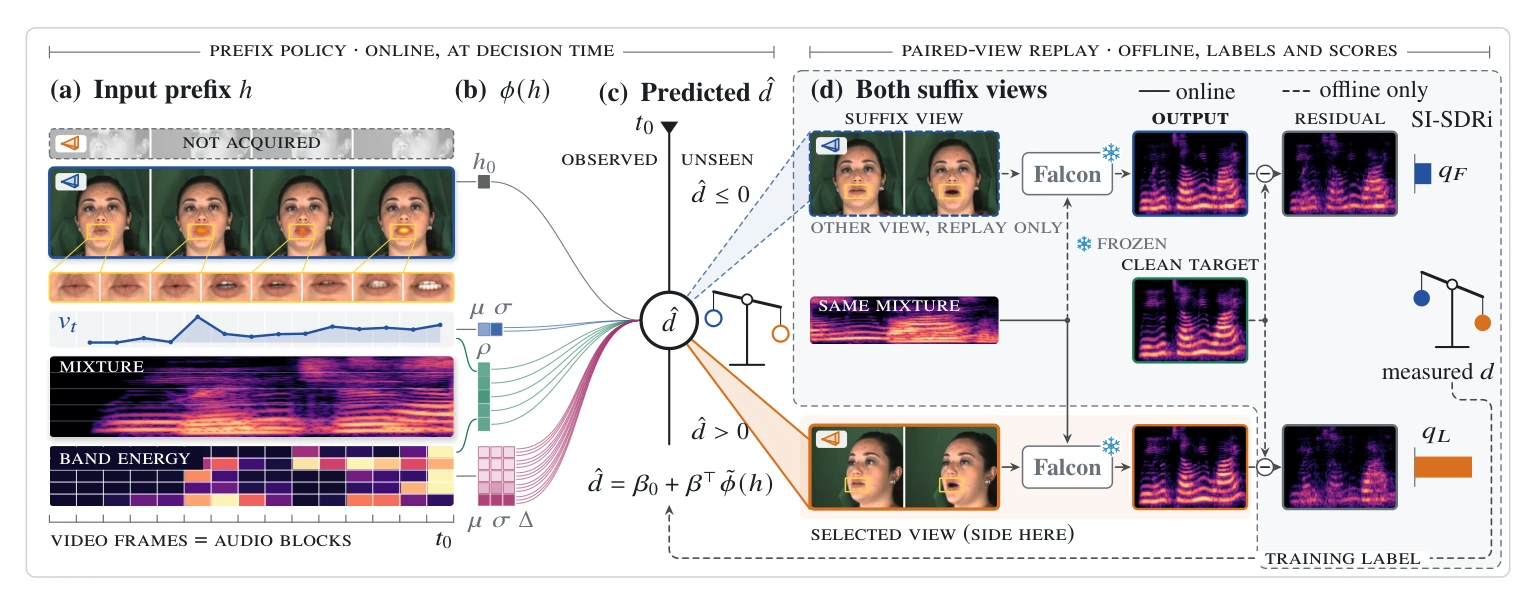 PREFIX POLICY · ONLINE, AT DECISION TIME
PAIRED-VIEW REPLAY · OFFLINE, LABELS AND SCORES
(a) Input prefix h
(b) ϕ(h)
(c) Predicted d̂
(d) Both suffix views
online
offline only
NOT ACQUIRED
v_t
MIXTURE
BAND ENERGY
VIDEO FRAMES = AUDIO BLOCKS
t₀
h₀
μ σ
ρ
μ σ Δ
t₀
OBSERVED
UNSEEN
d̂ ≤ 0
d̂
d̂ > 0
d̂ = β₀ + β⊤ ϕ̃(h)
SUFFIX VIEW
OUTPUT
RESIDUAL
SI-SDRi
Falcon
q_F
OTHER VIEW, REPLAY ONLY
FROZEN
CLEAN TARGET
SAME MIXTURE
measured d
Falcon
q_L
SELECTED VIEW (SIDE HERE)
TRAINING LABEL